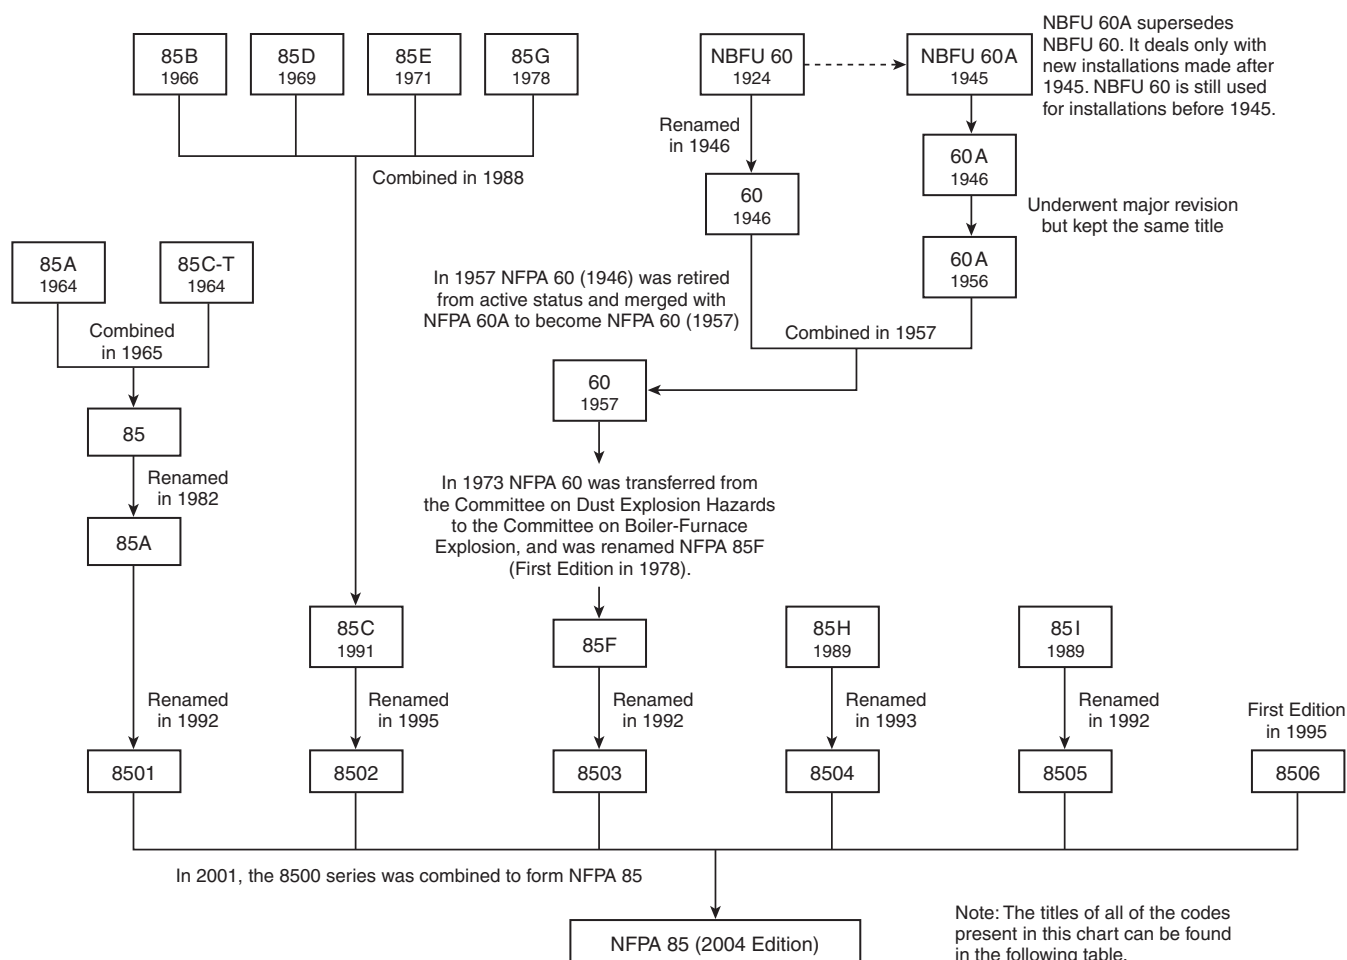 85B
1966
85D
1969
85E
1971
85G
1978
NBFU 60
1924
NBFU 60A
1945
NBFU 60A supersedes
NBFU 60. It deals only with
new installations made after
1945. NBFU 60 is still used
for installations before 1945.
Renamed
in 1946
60A
1946
Combined in 1988
60
1946
Underwent major revision
but kept the same title
85A
1964
85C-T
1964
60A
1956
In 1957 NFPA 60 (1946) was retired
from active status and merged with
NFPA 60A to become NFPA 60 (1957)
Combined
in 1965
Combined in 1957
60
1957
85
Renamed
in 1982
In 1973 NFPA 60 was transferred from
the Committee on Dust Explosion Hazards
to the Committee on Boiler-Furnace
Explosion, and was renamed NFPA 85F
(First Edition in 1978).
85A
85C
1991
85F
85H
1989
85I
1989
Renamed
in 1992
Renamed
in 1995
Renamed
in 1992
Renamed
in 1993
Renamed
in 1992
First Edition
in 1995
8501
8502
8503
8504
8505
8506
In 2001, the 8500 series was combined to form NFPA 85
NFPA 85 (2004 Edition)
Note: The titles of all of the codes
present in this chart can be found
in the following table.